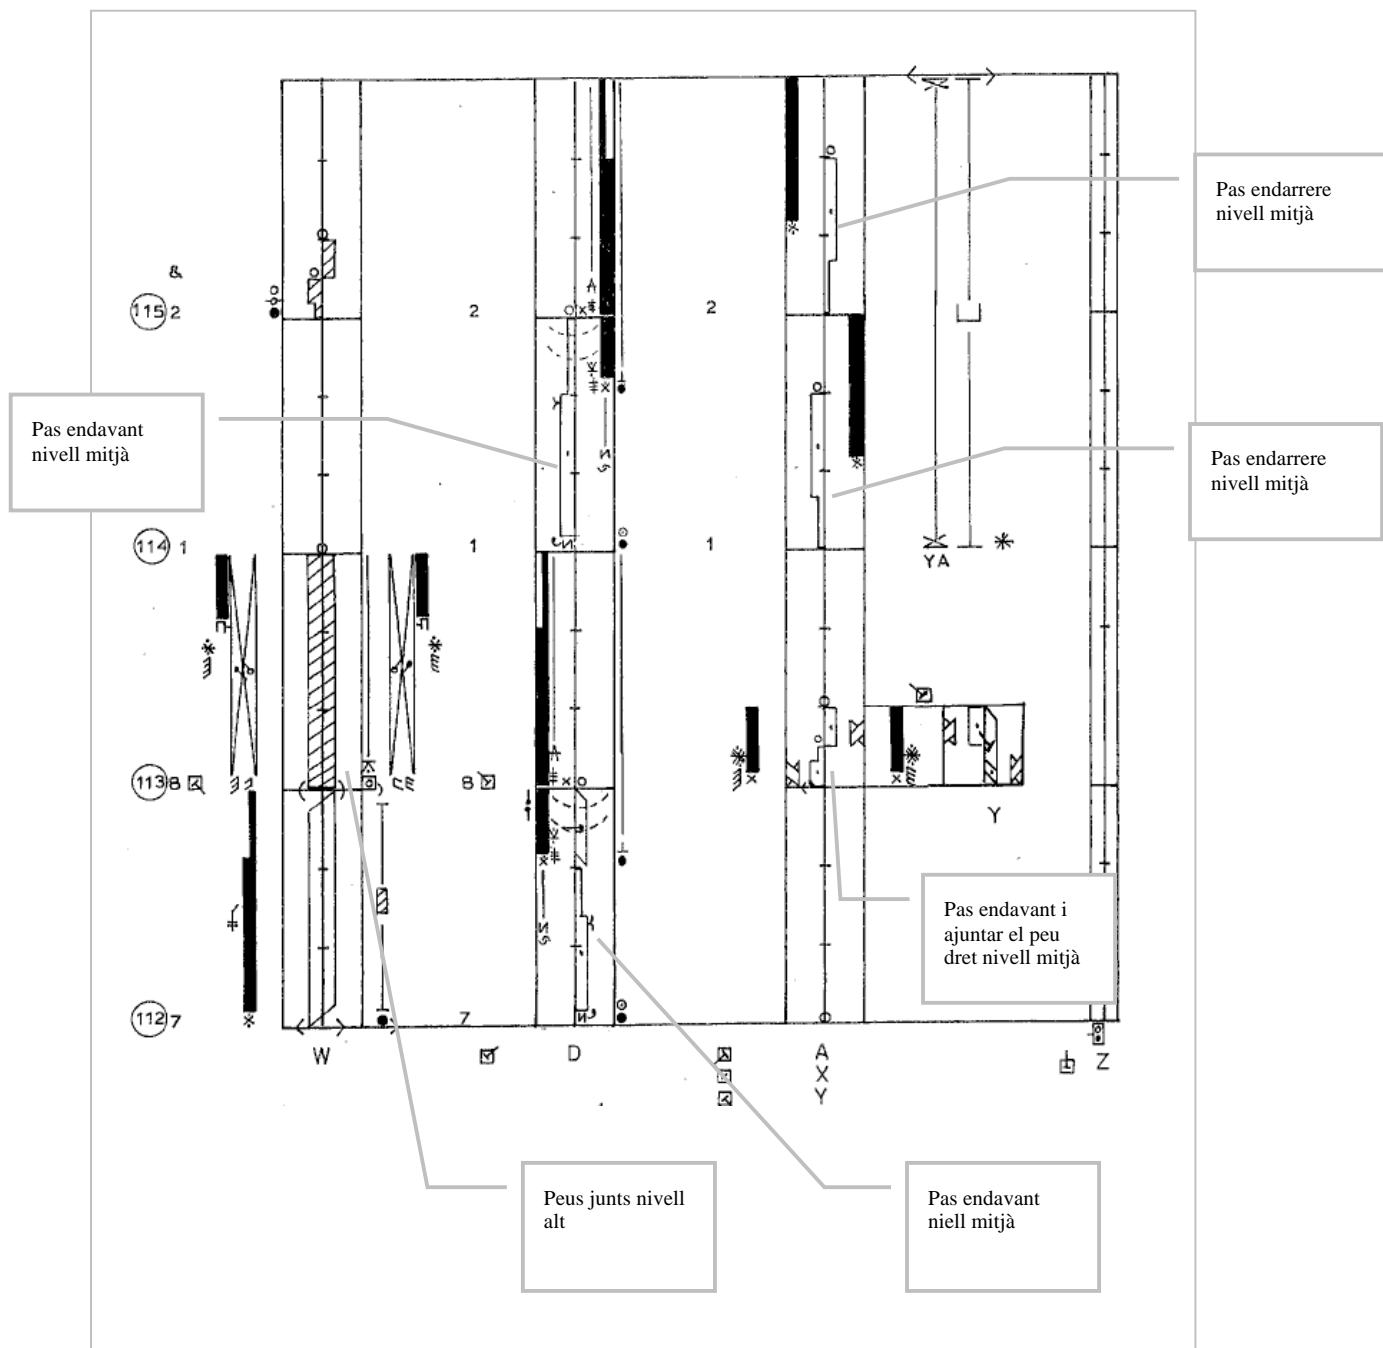 Pas endarrere
nivell mitjà
&
115 2 2 2
Pas endavant
nivell mitjà
Pas endarrere
nivell mitjà
114 1 1 1
YA
113 8 8
Y
Pas endavant i
ajuntar el peu
dret nivell mitjà
112 7 7
W D A Z
X
Y
Peus junts nivell
alt
Pas endavant
niell mitjà